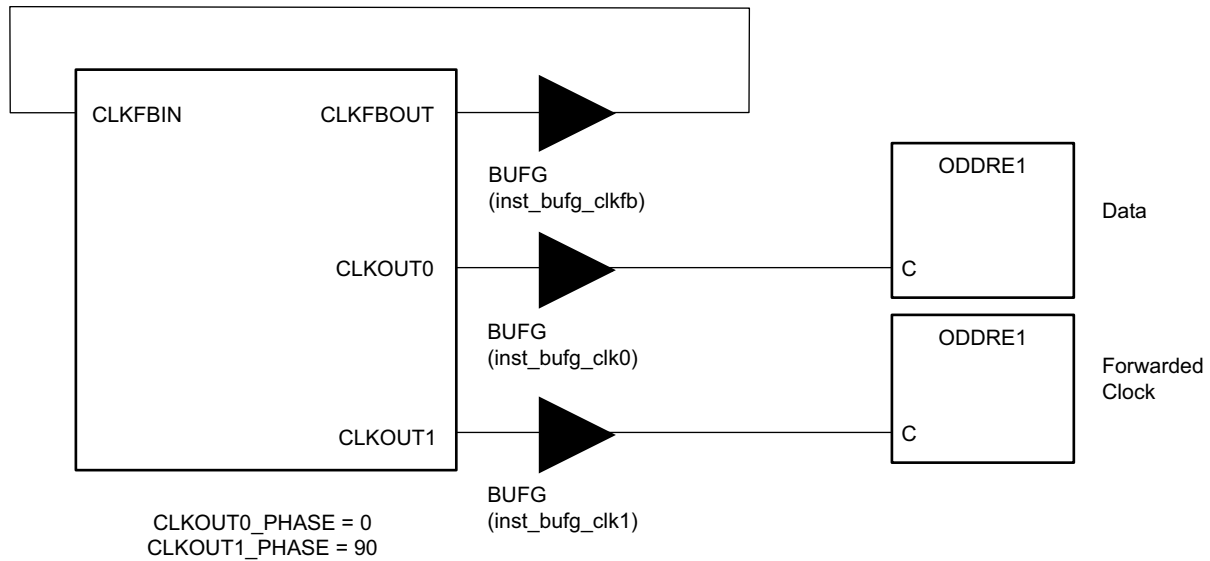 CLKFBIN
CLKFBOUT
BUFG
(inst_bufg_clkfb)
ODDRE1
Data
CLKOUT0
C
BUFG
(inst_bufg_clk0)
ODDRE1
Forwarded
Clock
CLKOUT1
C
BUFG
(inst_bufg_clk1)
CLKOUT0_PHASE = 0
CLKOUT1_PHASE = 90